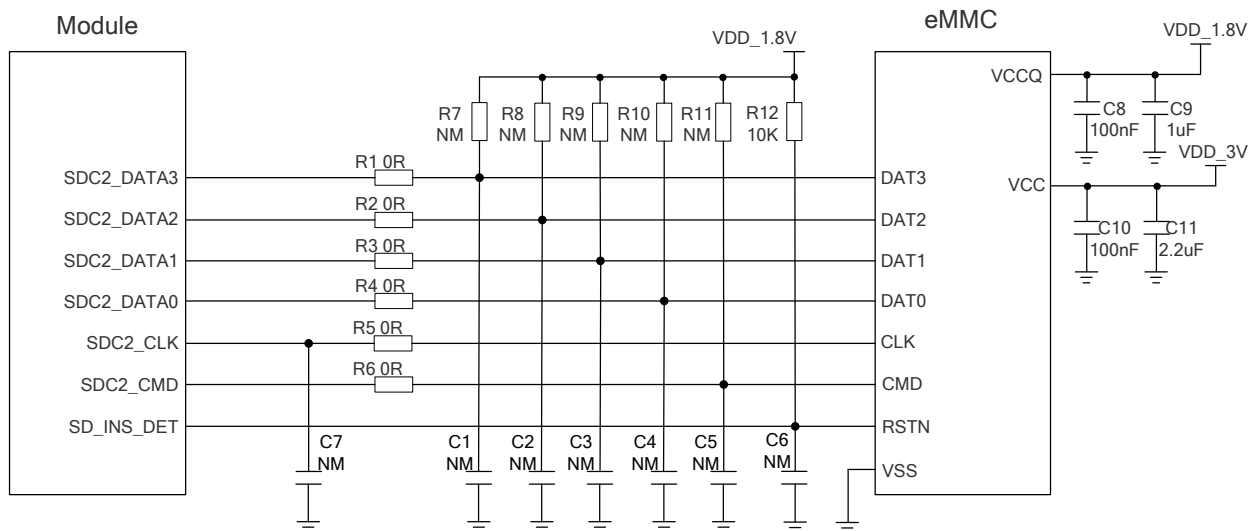 Module
eMMC
VDD_1.8V
VDD_1.8V
VCCQ
R7
NM
R8
NM
R9
NM
R10
NM
R11
NM
R12
10K
C8
100nF
C9
1uF
VDD_3V
VCC
SDC2_DATA3
R1 0R
DAT3
SDC2_DATA2
R2 0R
DAT2
C10
100nF
C11
2.2uF
SDC2_DATA1
R3 0R
DAT1
SDC2_DATA0
R4 0R
DAT0
SDC2_CLK
R5 0R
CLK
SDC2_CMD
R6 0R
CMD
SD_INS_DET
RSTN
C7
NM
C1
NM
C2
NM
C3
NM
C4
NM
C5
NM
C6
NM
VSS